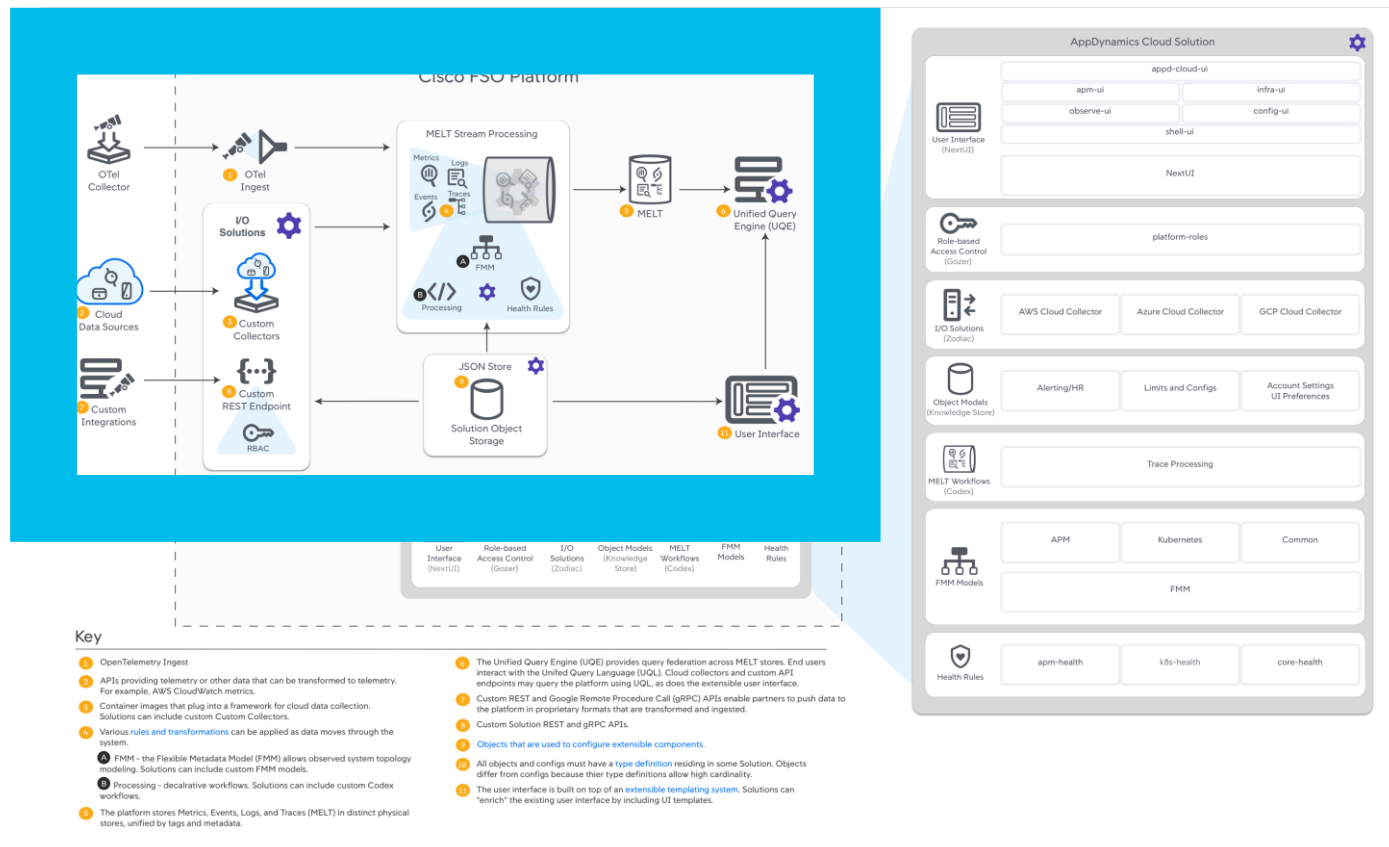 Cisco FSO Platform
OTel
Collector
1 OTel
Ingest
MELT Stream Processing
Metrics
Logs
Events
Traces
4
A
FMM
B
Processing
Health Rules
5 MELT
6 Unified Query
Engine (UQE)
I/O
Solutions
2 Cloud
Data Sources
3 Custom
Collectors
7 Custom
Integrations
8 Custom
REST Endpoint
RBAC
JSON Store
9
Solution Object
Storage
11 User Interface
User
Interface
(NextUI)
Role-based
Access Control
(Gozer)
I/O
Solutions
(Zodiac)
Object Models
(Knowledge
Store)
MELT
Workflows
(Codex)
FMM
Models
Health
Rules
AppDynamics Cloud Solution
User Interface
(NextUI)
appd-cloud-ui
apm-ui
infra-ui
observe-ui
config-ui
shell-ui
NextUI
Role-based
Access Control
(Gozer)
platform-roles
I/O Solutions
(Zodiac)
AWS Cloud Collector
Azure Cloud Collector
GCP Cloud Collector
Object Models
(Knowledge Store)
Alerting/HR
Limits and Configs
Account Settings
UI Preferences
MELT Workflows
(Codex)
Trace Processing
FMM Models
APM
Kubernetes
Common
FMM
Health Rules
apm-health
k8s-health
core-health
Key
1 OpenTelemetry Ingest
2 APIs providing telemetry or other data that can be transformed to telemetry.
For example, AWS CloudWatch metrics.
3 Container images that plug into a framework for cloud data collection.
Solutions can include custom Custom Collectors.
4 Various rules and transformations can be applied as data moves through the
system.
A FMM - the Flexible Metadata Model (FMM) allows observed system topology
modeling. Solutions can include custom FMM models.
B Processing - decalrative workflows. Solutions can include custom Codex
workflows.
5 The platform stores Metrics, Events, Logs, and Traces (MELT) in distinct physical
stores, unified by tags and metadata.
6 The Unified Query Engine (UQE) provides query federation across MELT stores. End users
interact with the Unified Query Language (UQL). Cloud collectors and custom API
endpoints may query the platform using UQL, as does the extensible user interface.
7 Custom REST and Google Remote Procedure Call (gRPC) APIs enable partners to push data to
the platform in proprietary formats that are transformed and ingested.
8 Custom Solution REST and gRPC APIs.
9 Objects that are used to configure extensible components.
10 All objects and configs must have a type definition residing in some Solution. Objects
differ from configs because thier type definitions allow high cardinality.
11 The user interface is built on top of an extensible templating system. Solutions can
"enrich" the existing user interface by including UI templates.